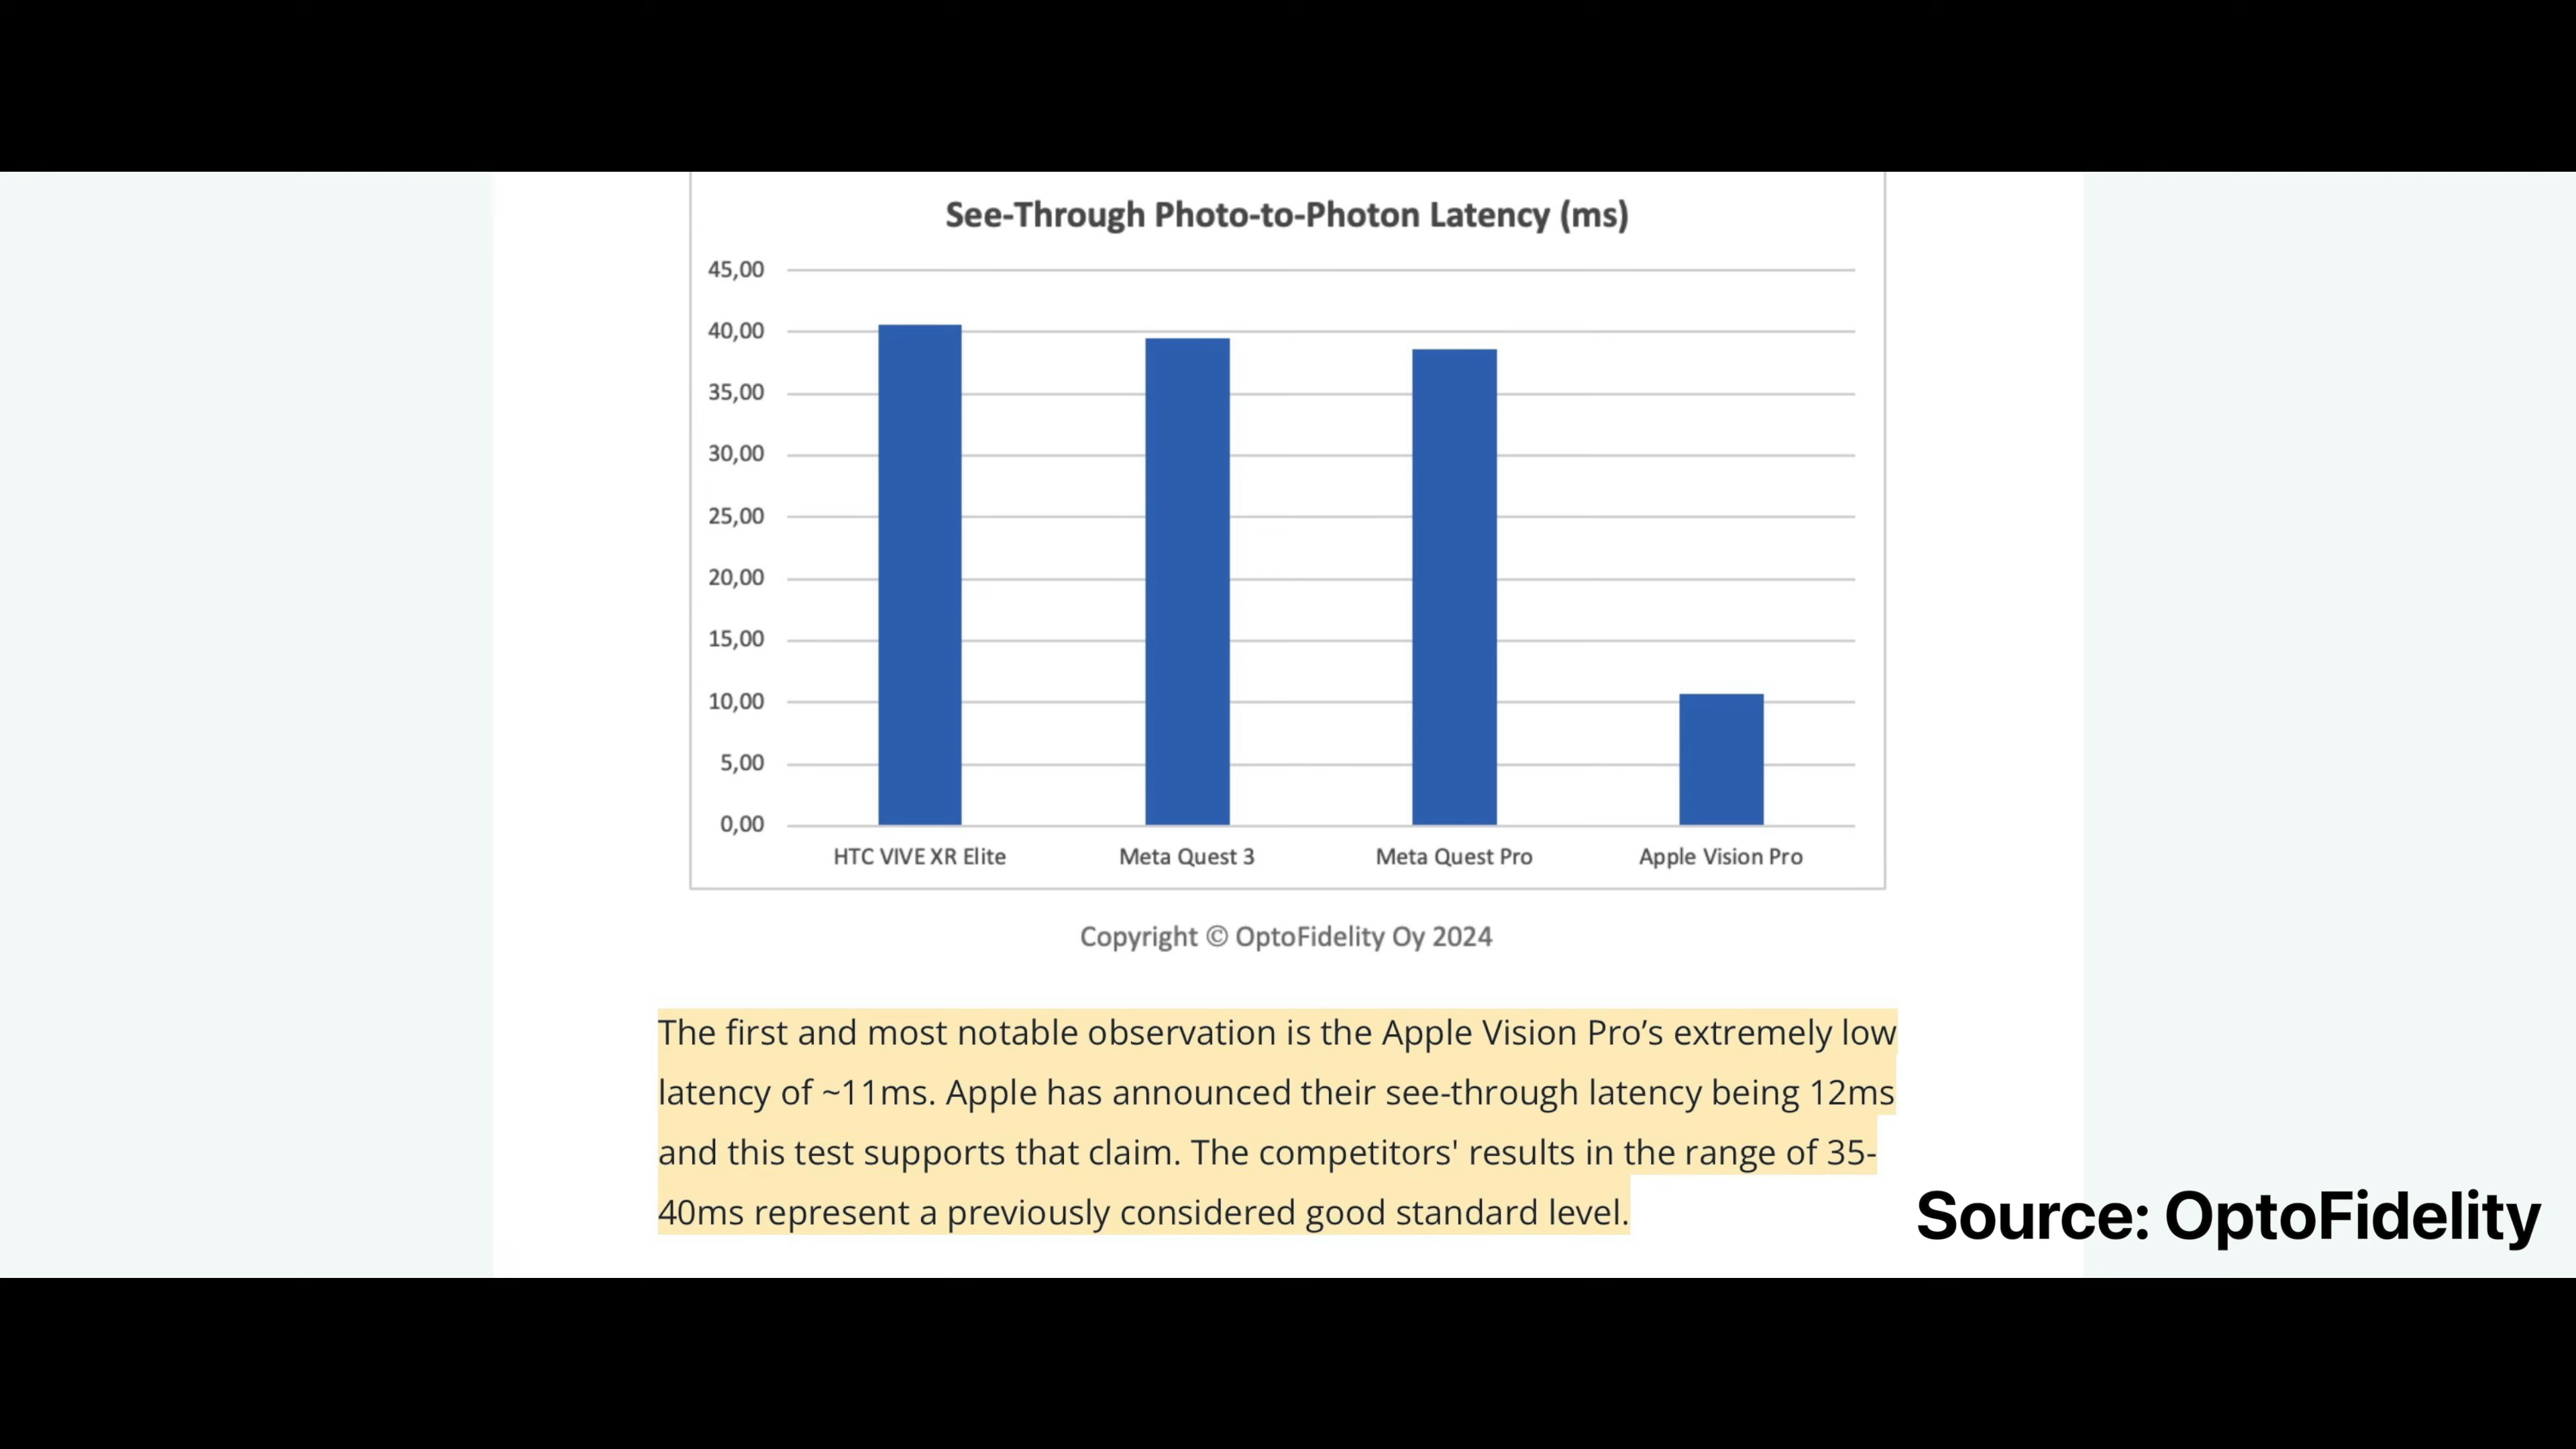 See-Through Photo-to-Photon Latency (ms)
45,00
40,00
35,00
30,00
25,00
20,00
15,00
10,00
5,00
0,00
HTC VIVE XR Elite
Meta Quest 3
Meta Quest Pro
Apple Vision Pro
Copyright © OptoFidelity Oy 2024
The first and most notable observation is the Apple Vision Pro’s extremely low
latency of ~11ms. Apple has announced their see-through latency being 12ms
and this test supports that claim. The competitors' results in the range of 35-
40ms represent a previously considered good standard level.
Source: OptoFidelity